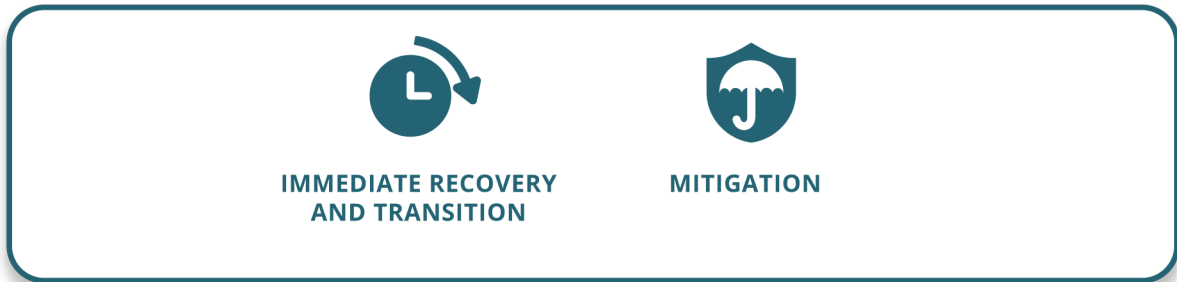 IMMEDIATE RECOVERY
AND TRANSITION
MITIGATION